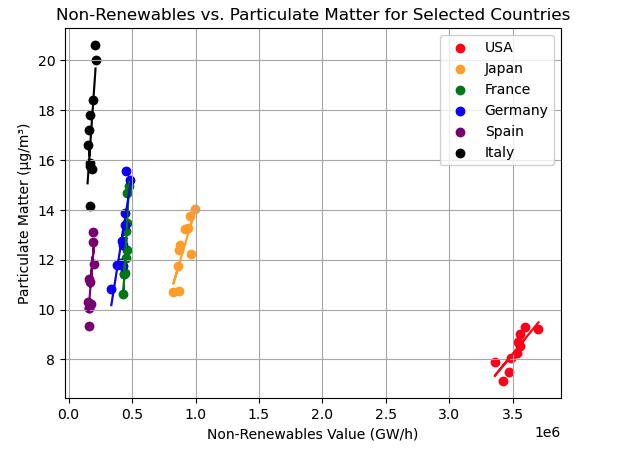 Non-Renewables vs. Particulate Matter for Selected Countries
USA
Japan
France
Germany
Spain
Italy
20
18
16
14
12
10
8
Particulate Matter (µg/m³)
0.0 0.5 1.0 1.5 2.0 2.5 3.0 3.5
1e6
Non-Renewables Value (GW/h)